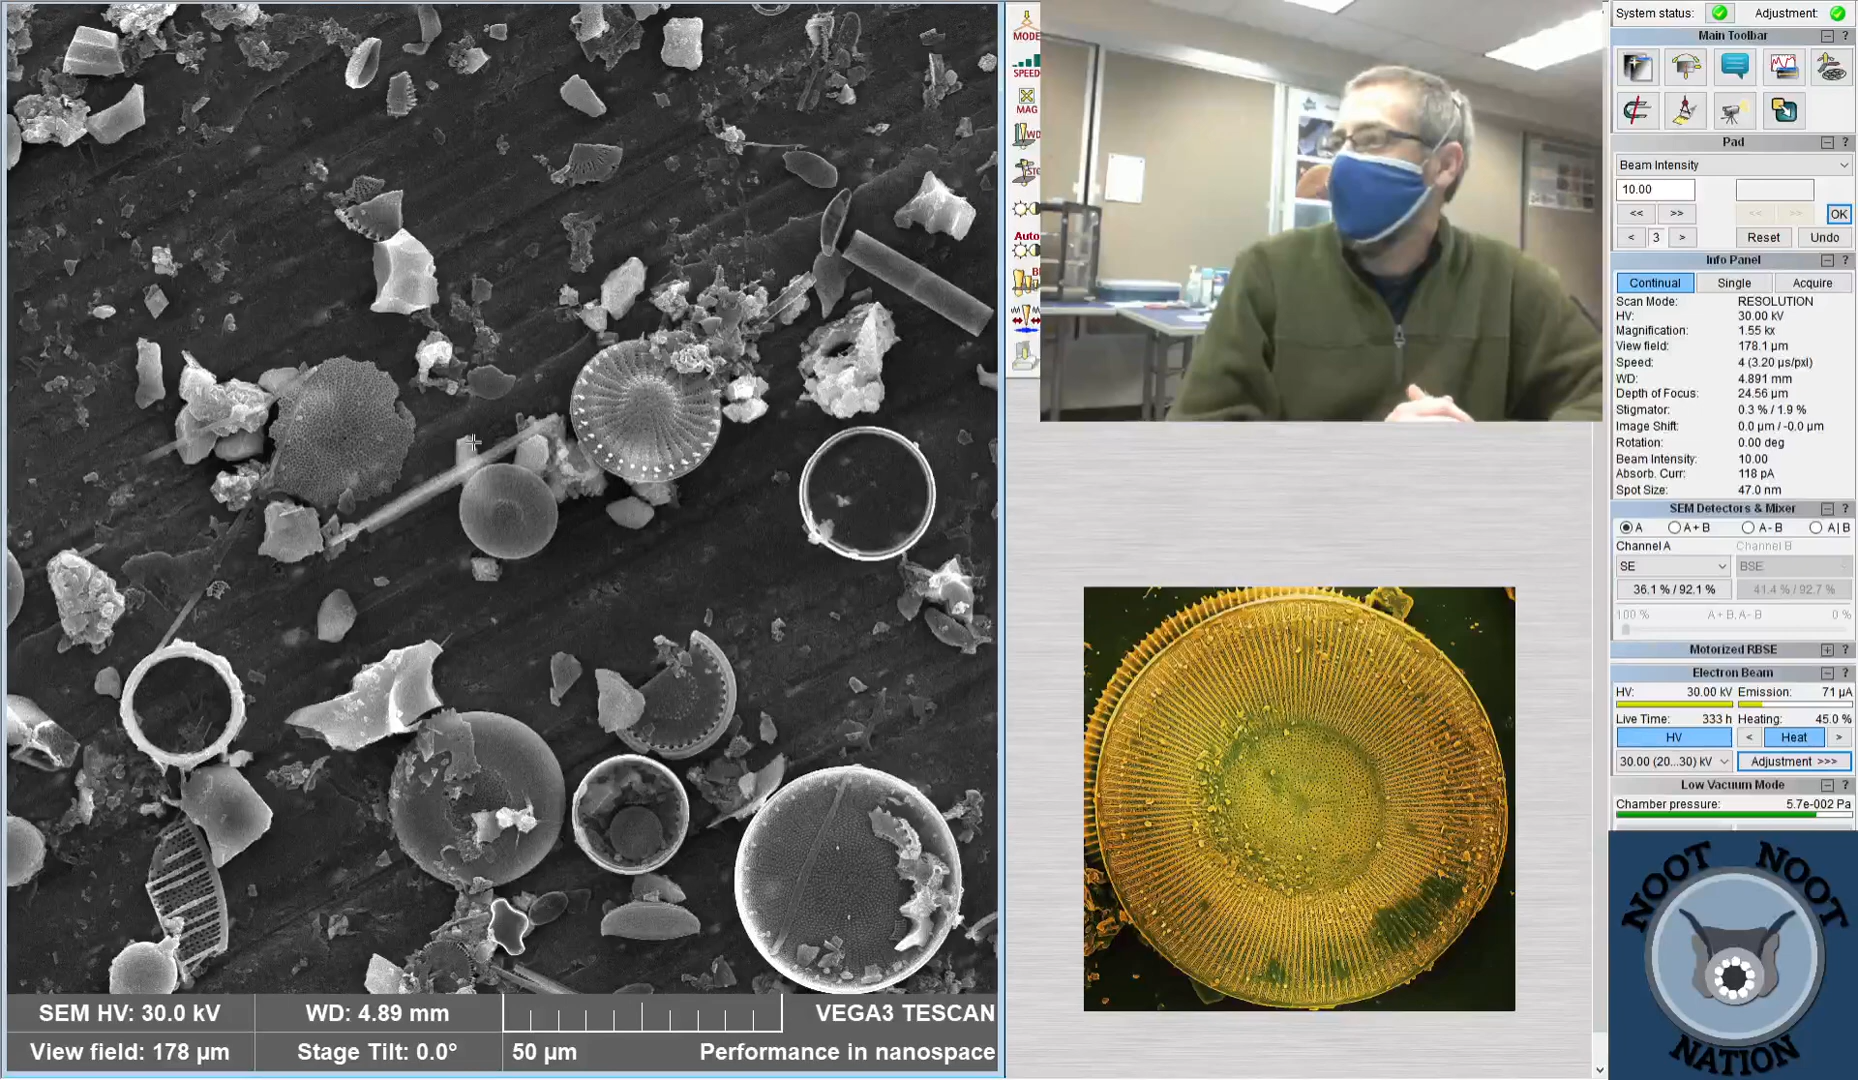 SEM HV: 30.0 kV
WD: 4.89 mm
VEGA3 TESCAN
View field: 178 µm
Stage Tilt: 0.0°
50 µm
Performance in nanospace
MODE
SPEED
MAG
WD
Auto
System status:
Adjustment:
Main Toolbar
Pad
Beam Intensity
10.00
<< >>
<< >>
OK
< 3 >
Reset
Undo
Info Panel
Continual
Single
Acquire
Scan Mode: RESOLUTION
HV: 30.00 kV
Magnification: 1.55 kx
View field: 178.1 µm
Speed: 4 (3.20 µs/pxl)
WD: 4.891 mm
Depth of Focus: 24.56 µm
Stigmator: 0.3 % / 1.9 %
Image Shift: 0.0 µm / -0.0 µm
Rotation: 0.00 deg
Beam Intensity: 10.00
Absorb. Curr: 118 pA
Spot Size: 47.0 nm
SEM Detectors & Mixer
A A + B A - B A | B
Channel A Channel B
SE BSE
36.1 % / 92.1 % 41.4 % / 92.7 %
100 % A + B, A - B 0 %
Motorized RBSE
Electron Beam
HV: 30.00 kV Emission: 71 µA
Live Time: 333 h Heating: 45.0 %
HV < Heat >
30.00 (20...30) kV Adjustment >>>
Low Vacuum Mode
Chamber pressure: 5.7e-002 Pa
NOOT NOOT
NATION